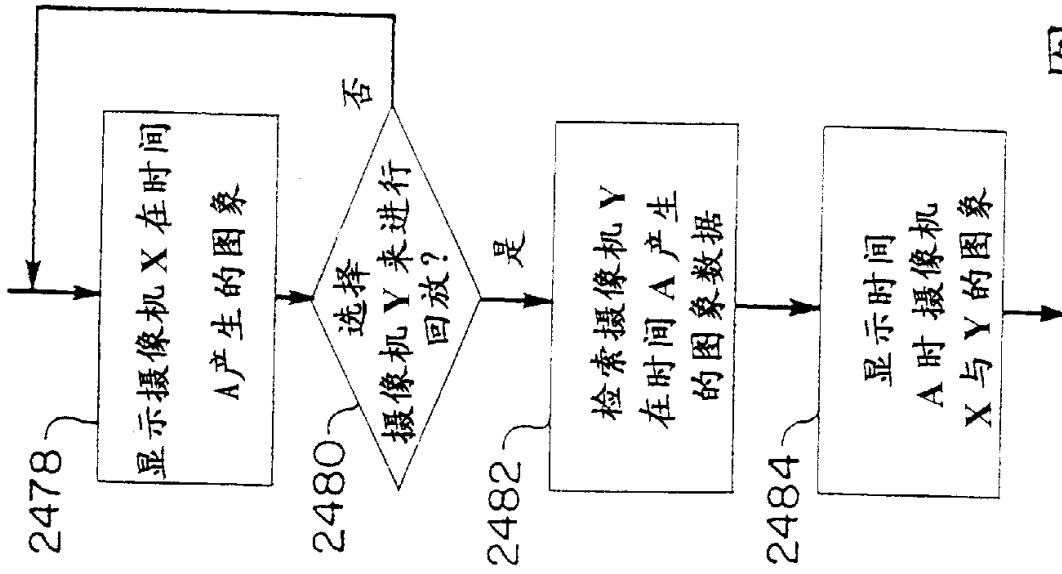 2478
显示摄像机 X 在时间
A产生的图象
否
2480
选择
摄像机 Y 来进行
回放?
是
2482
检索摄像机 Y
在时间 A 产生
的图象数据
2484
显示时间
A 时 摄像机
X 与 Y 的图象